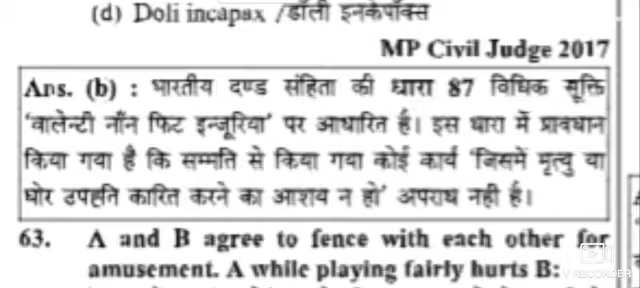 (d) Doli incapax /डॉली इनकेपॉक्स
MP Civil Judge 2017
Ans. (b) : भारतीय दण्ड संहिता की धारा 87 विधिक सूक्ति
'वालेन्टी नॉन फिट इन्जूरिया' पर आधारित है। इस धारा में प्रावधान
किया गया है कि सम्मति से किया गया कोई कार्य 'जिसमें मृत्यु या
घोर उपहति कारित करने का आशय न हो' अपराध नही है।
63. A and B agree to fence with each other for
amusement. A while playing fairly hurts B: